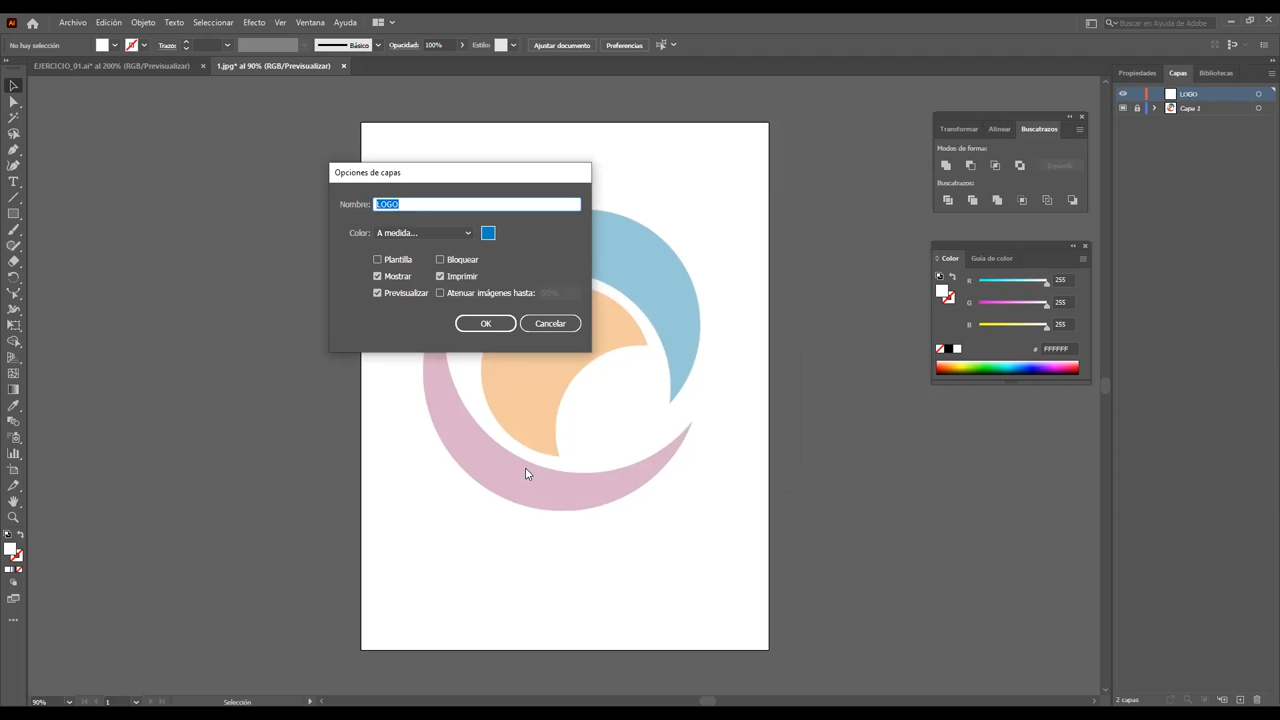 Ai Archivo Edición Objeto Texto Seleccionar Efecto Ver Ventana Ayuda Buscar en Ayuda de Adobe
No hay selección Trazo: Básico Opacidad: 100% Estilo: Ajustar documento Preferencias
EJERCICIO_01.ai* al 200% (RGB/Previsualizar) 1.jpg* al 90% (RGB/Previsualizar)
Propiedades Capas Bibliotecas
LOGO
Capa 1
Transformar Alinear Buscatrazos
Modos de forma:
Expandir
Buscatrazos:
Opciones de capas
Nombre: LOGO
Color: A medida...
Plantilla Bloquear
Mostrar Imprimir
Previsualizar Atenuar imágenes hasta: 50%
OK Cancelar
Color Guía de color
R 255
G 255
B 255
# FFFFFF
90% 1 Selección
2 capas